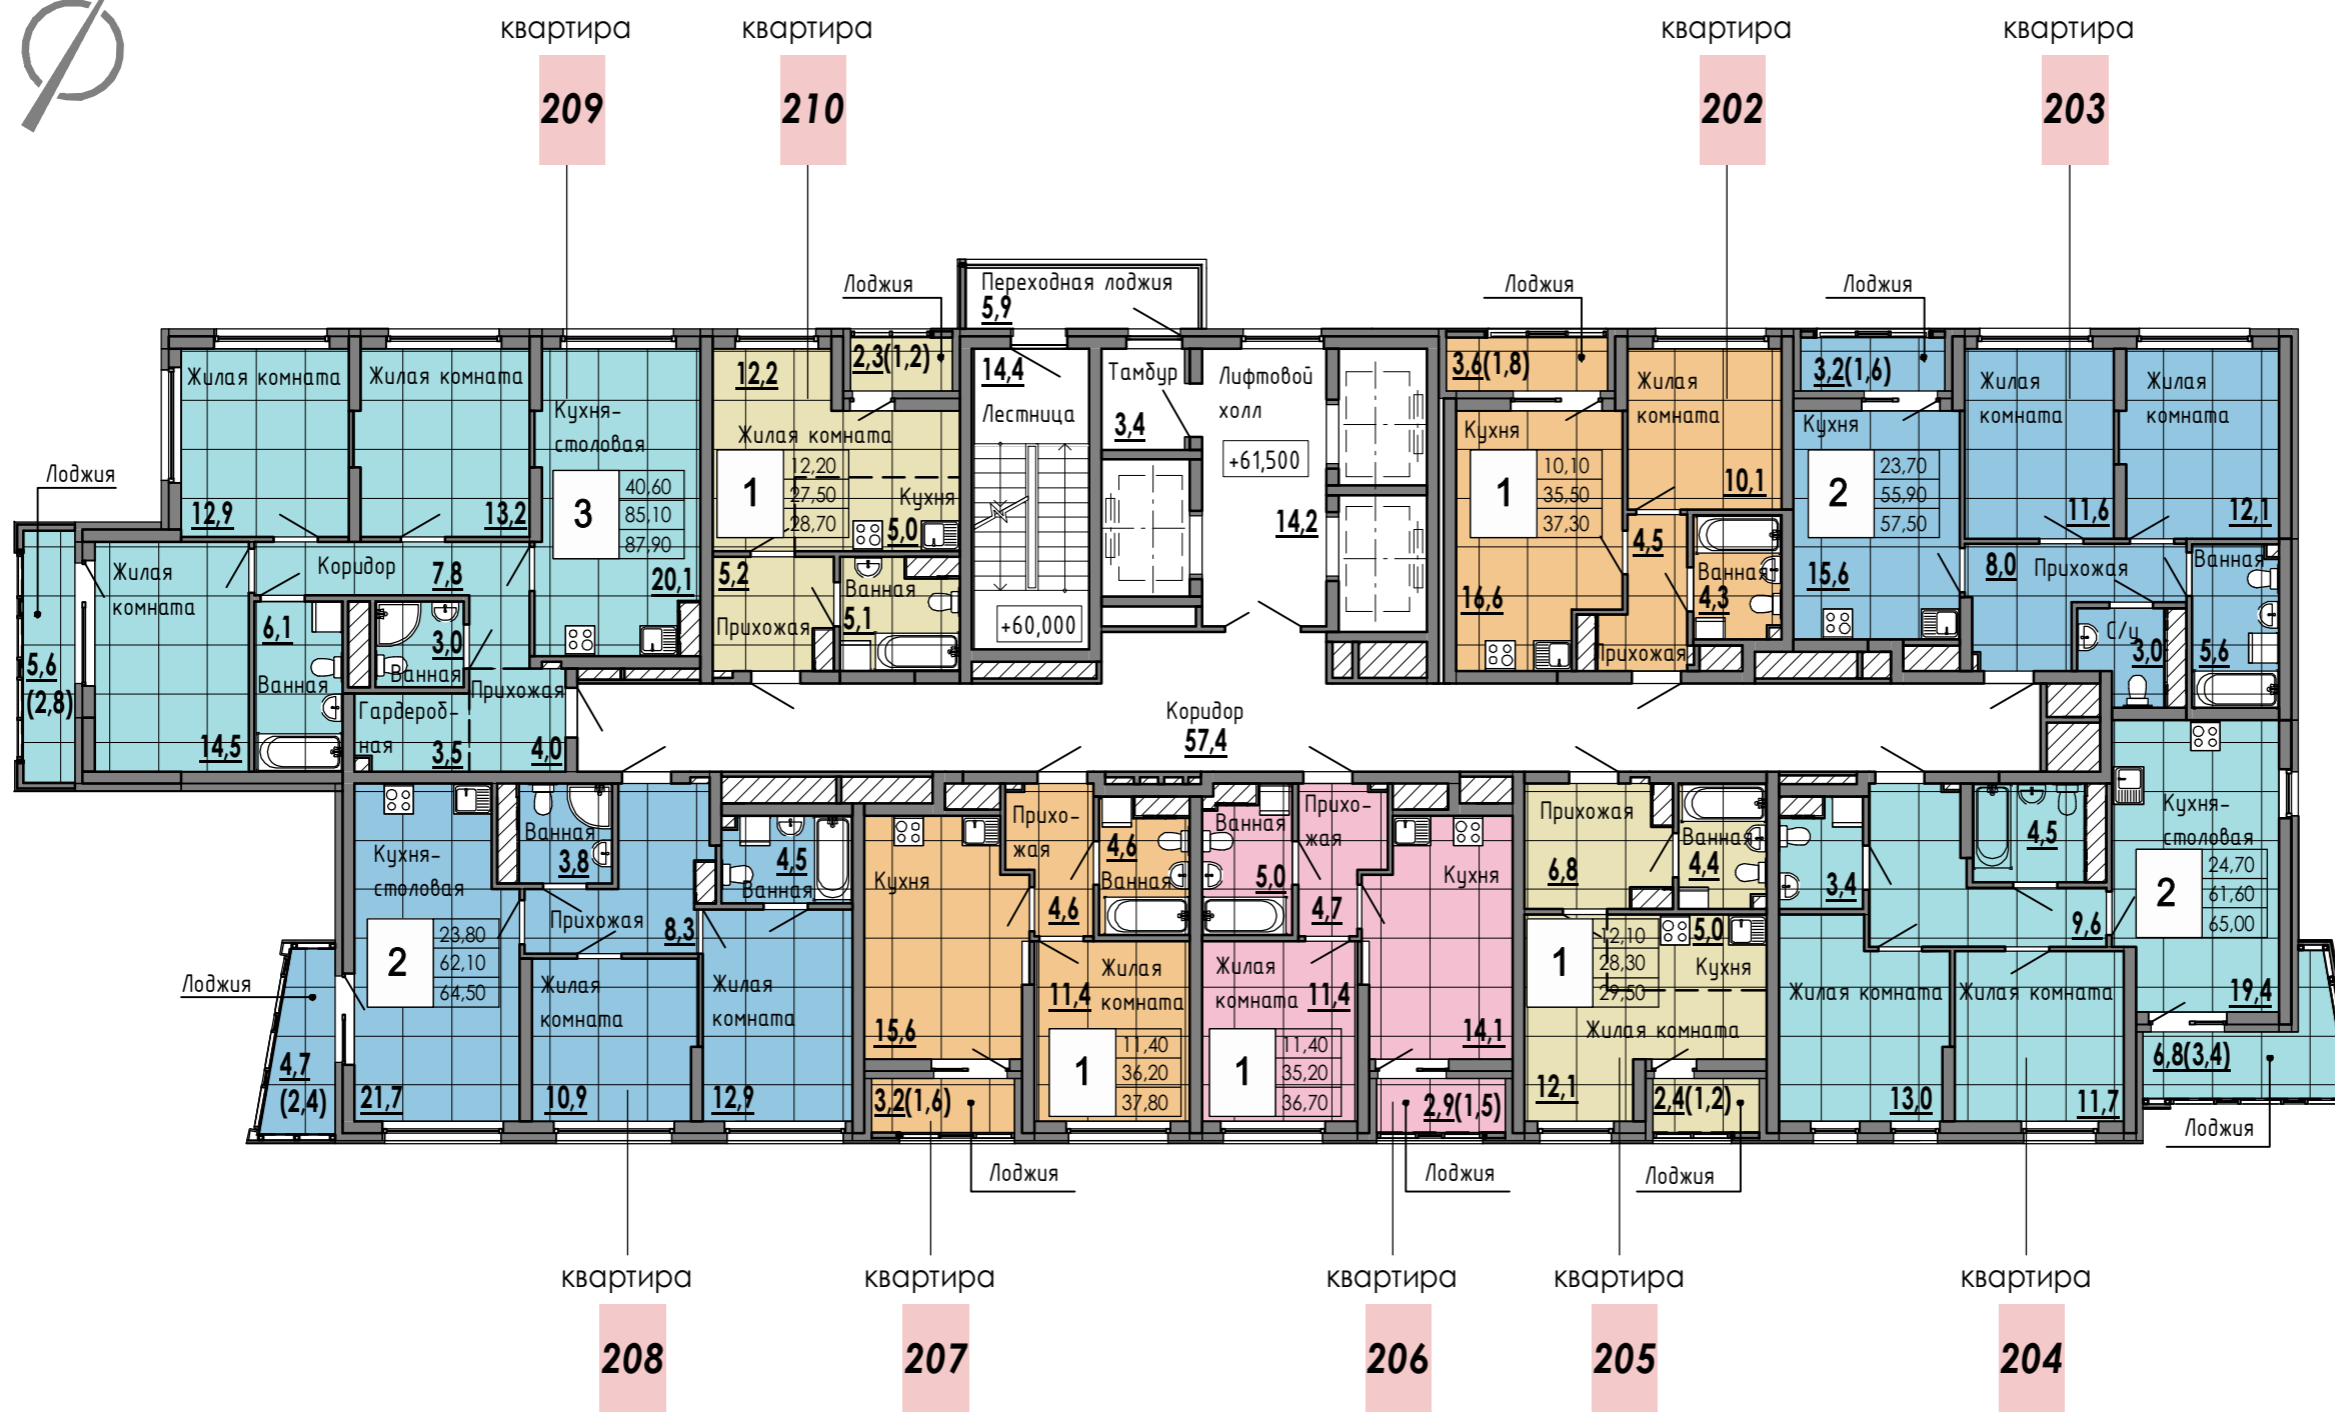 квартира
209
квартира
210
квартира
202
квартира
203
Лоджия
Переходная лоджия
5,9
Лоджия
Лоджия
Жилая комната
12,9
Жилая комната
13,2
Кухня-
столовая
3
40,60
85,10
87,90
20,1
12,2
2,3(1,2)
Жилая комната
1
12,20
27,50
28,70
Кухня
5,0
5,2
Прихожая
Ванная
5,1
14,4
Лестница
+60,000
Тамбур
3,4
Лифтовой
холл
+61,500
14,2
3,6(1,8)
Кухня
1
10,10
35,50
37,30
16,6
Жилая
комната
10,1
4,5
Прихожая
Ванная
4,3
3,2(1,6)
Кухня
2
23,70
55,90
57,50
15,6
Жилая
комната
11,6
Жилая
комната
12,1
8,0
Прихожая
С/у
3,0
Ванная
5,6
Лоджия
5,6
(2,8)
Жилая
комната
14,5
Коридор
7,8
6,1
Ванная
3,0
Ванная
Прихожая
4,0
Гардероб-
ная
3,5
Коридор
57,4
Кухня-
столовая
2
23,80
62,10
64,50
21,7
Ванная
3,8
Прихожая
8,3
4,5
Ванная
Жилая
комната
10,9
Жилая
комната
12,9
Лоджия
4,7
(2,4)
Кухня
15,6
Прихо-
жая
4,6
4,6
Ванная
Жилая
11,4 комната
1
11,40
36,20
37,80
3,2(1,6)
Лоджия
Ванная
5,0
Прихо-
жая
4,7
Кухня
14,1
Жилая
комната 11,4
1
11,40
35,20
36,70
2,9(1,5)
Лоджия
Прихожая
6,8
Ванная
4,4
1
12,10
28,30
29,50
5,0
Кухня
Жилая комната
12,1
2,4(1,2)
Лоджия
3,4
4,5
9,6
Кухня-
столовая
2
24,70
61,60
65,00
19,4
Жилая комната
13,0
Жилая комната
11,7
6,8(3,4)
Лоджия
квартира
208
квартира
207
квартира
206
квартира
205
квартира
204